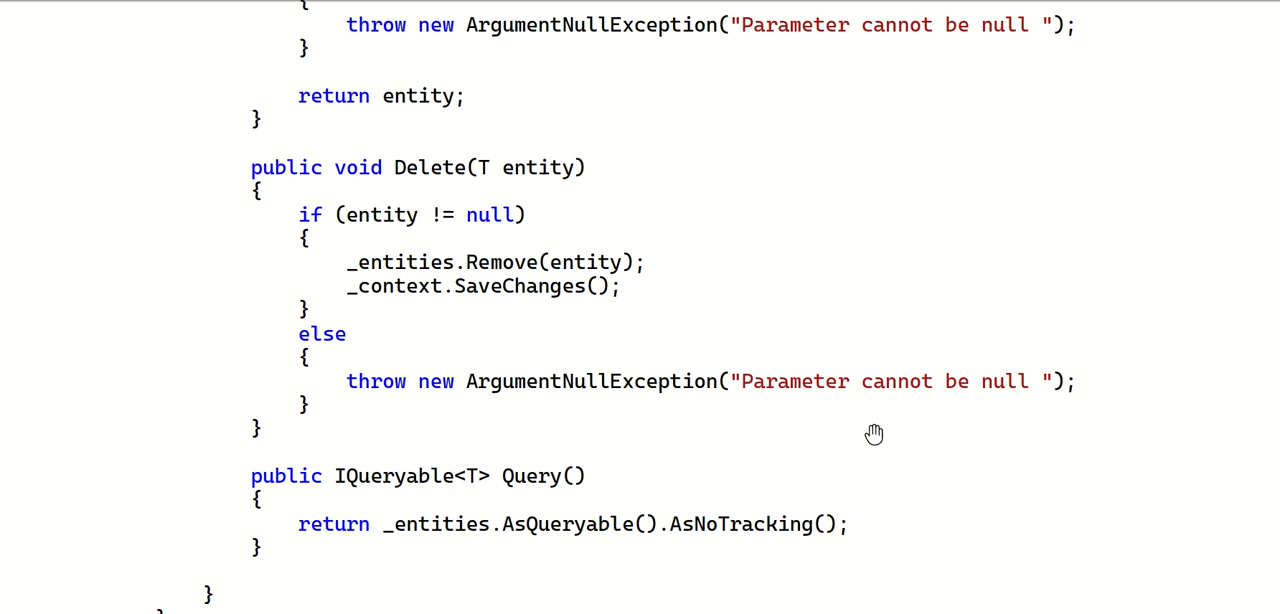 {
throw new ArgumentNullException("Parameter cannot be null ");
}
return entity;
}
public void Delete(T entity)
{
if (entity != null)
{
_entities.Remove(entity);
_context.SaveChanges();
}
else
{
throw new ArgumentNullException("Parameter cannot be null ");
}
}
public IQueryable<T> Query()
{
return _entities.AsQueryable().AsNoTracking();
}
}
}